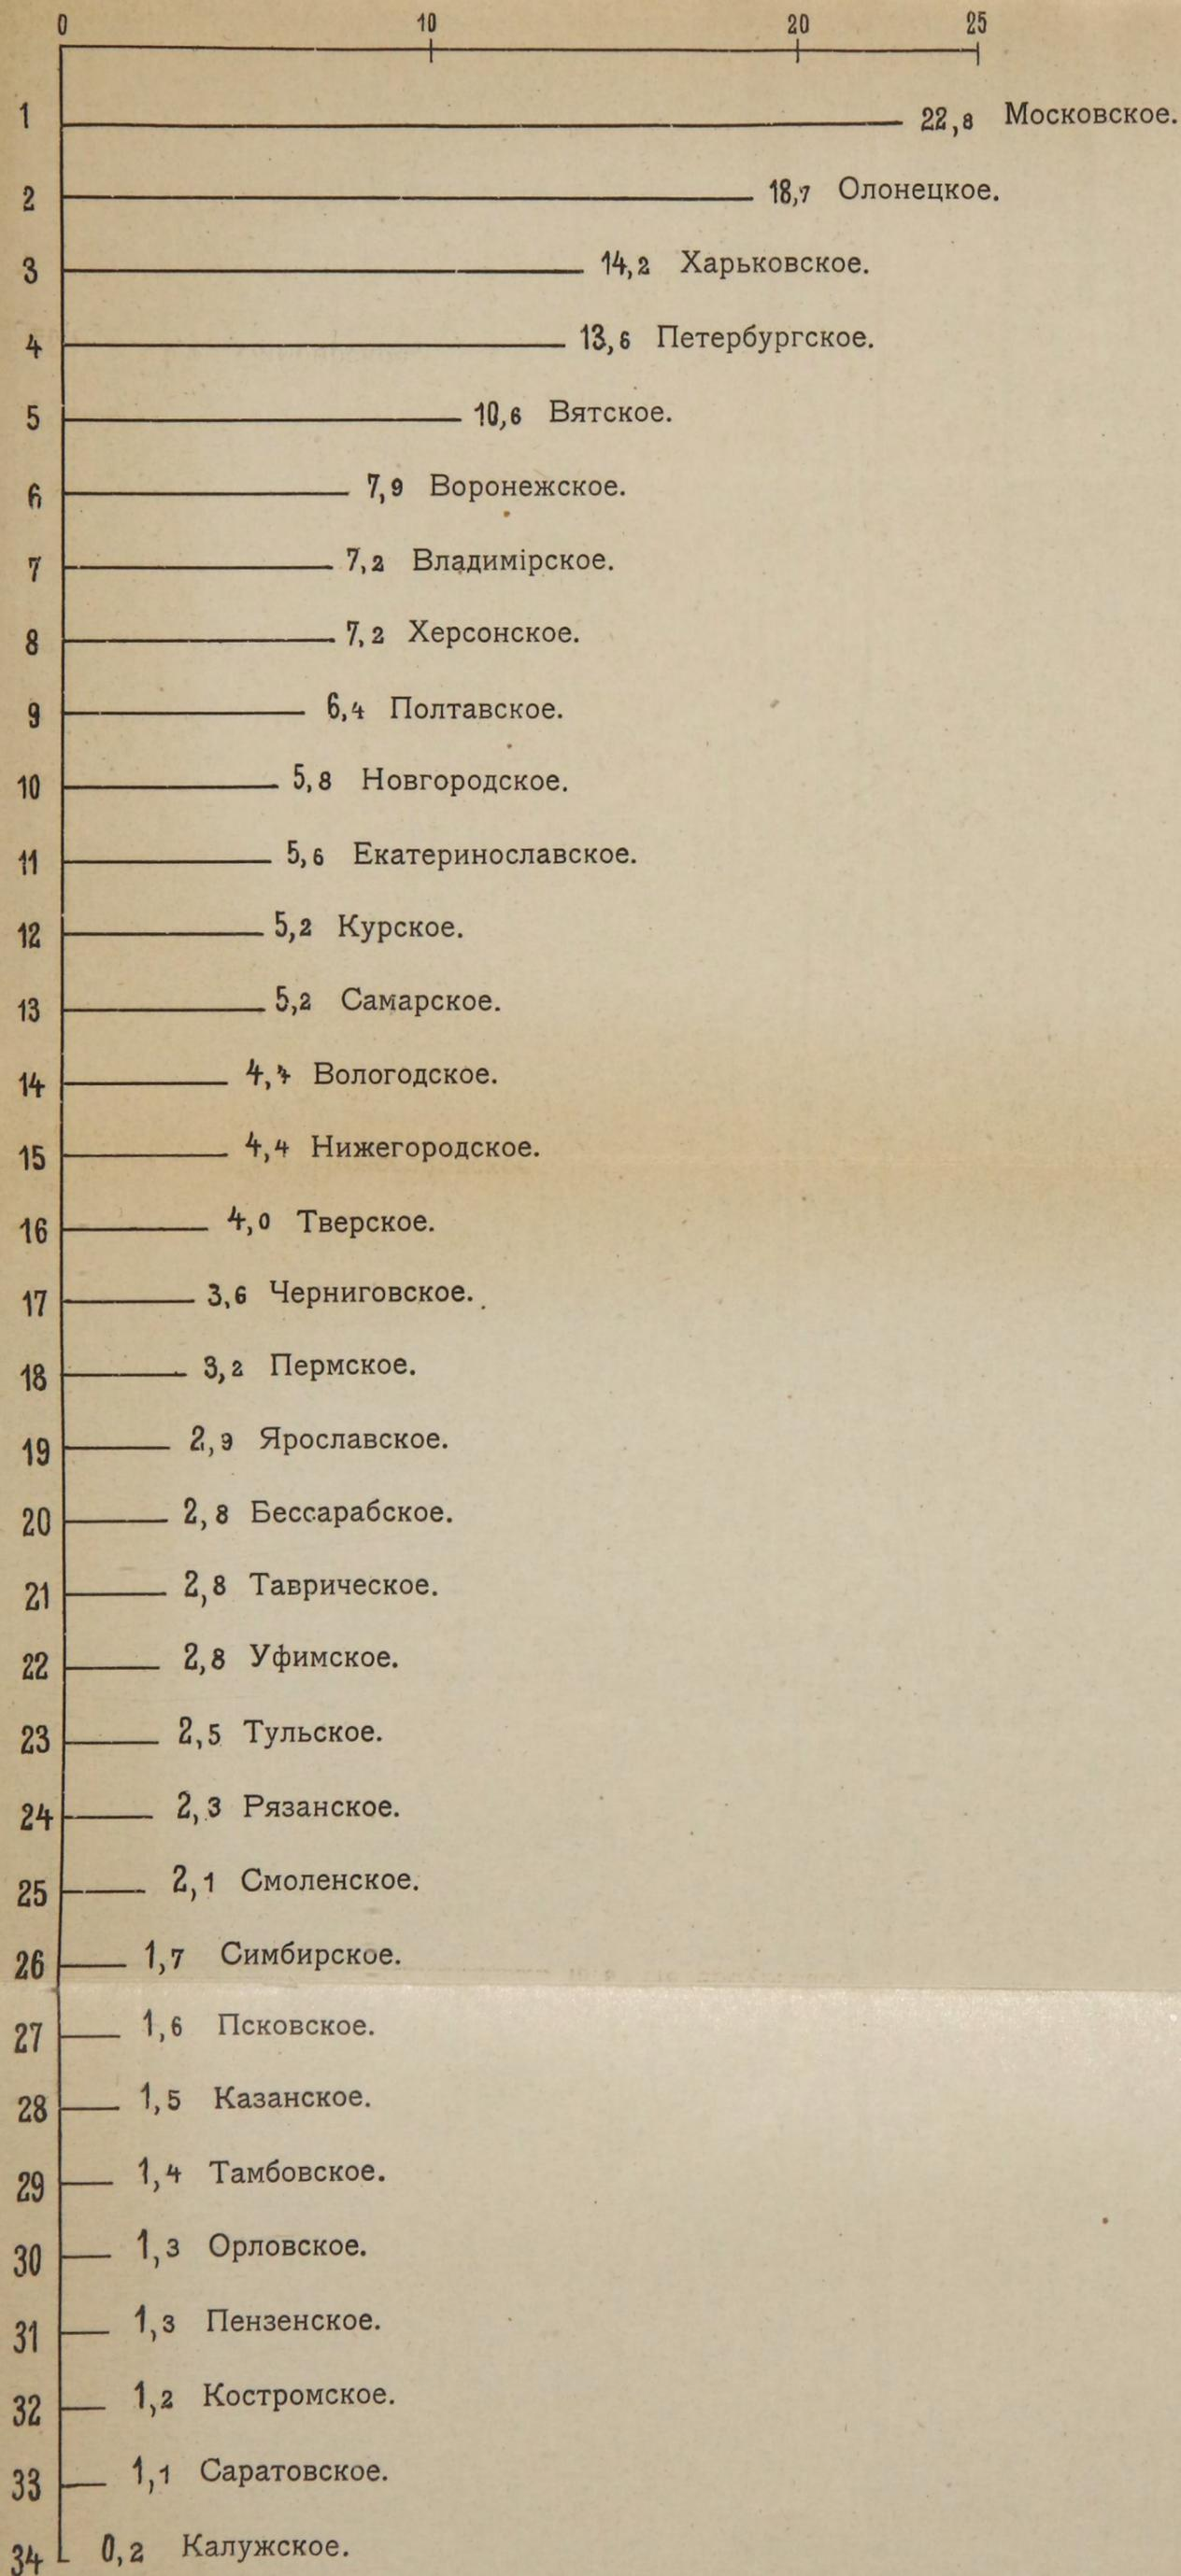 0 10 20 25
1 22,8 Московское.
2 18,7 Олонецкое.
3 14,2 Харьковское.
4 13,6 Петербургское.
5 10,6 Вятское.
6 7,9 Воронежское.
7 7,2 Владимірское.
8 7,2 Херсонское.
9 6,4 Полтавское.
10 5,8 Новгородское.
11 5,6 Екатеринославское.
12 5,2 Курское.
13 5,2 Самарское.
14 4,4 Вологодское.
15 4,4 Нижегородское.
16 4,0 Тверское.
17 3,6 Черниговское.
18 3,2 Пермское.
19 2,9 Ярославское.
20 2,8 Бессарабское.
21 2,8 Таврическое.
22 2,8 Уфимское.
23 2,5 Тульское.
24 2,3 Рязанское.
25 2,1 Смоленское.
26 1,7 Симбирское.
27 1,6 Псковское.
28 1,5 Казанское.
29 1,4 Тамбовское.
30 1,3 Орловское.
31 1,3 Пензенское.
32 1,2 Костромское.
33 1,1 Саратовское.
34 0,2 Калужское.